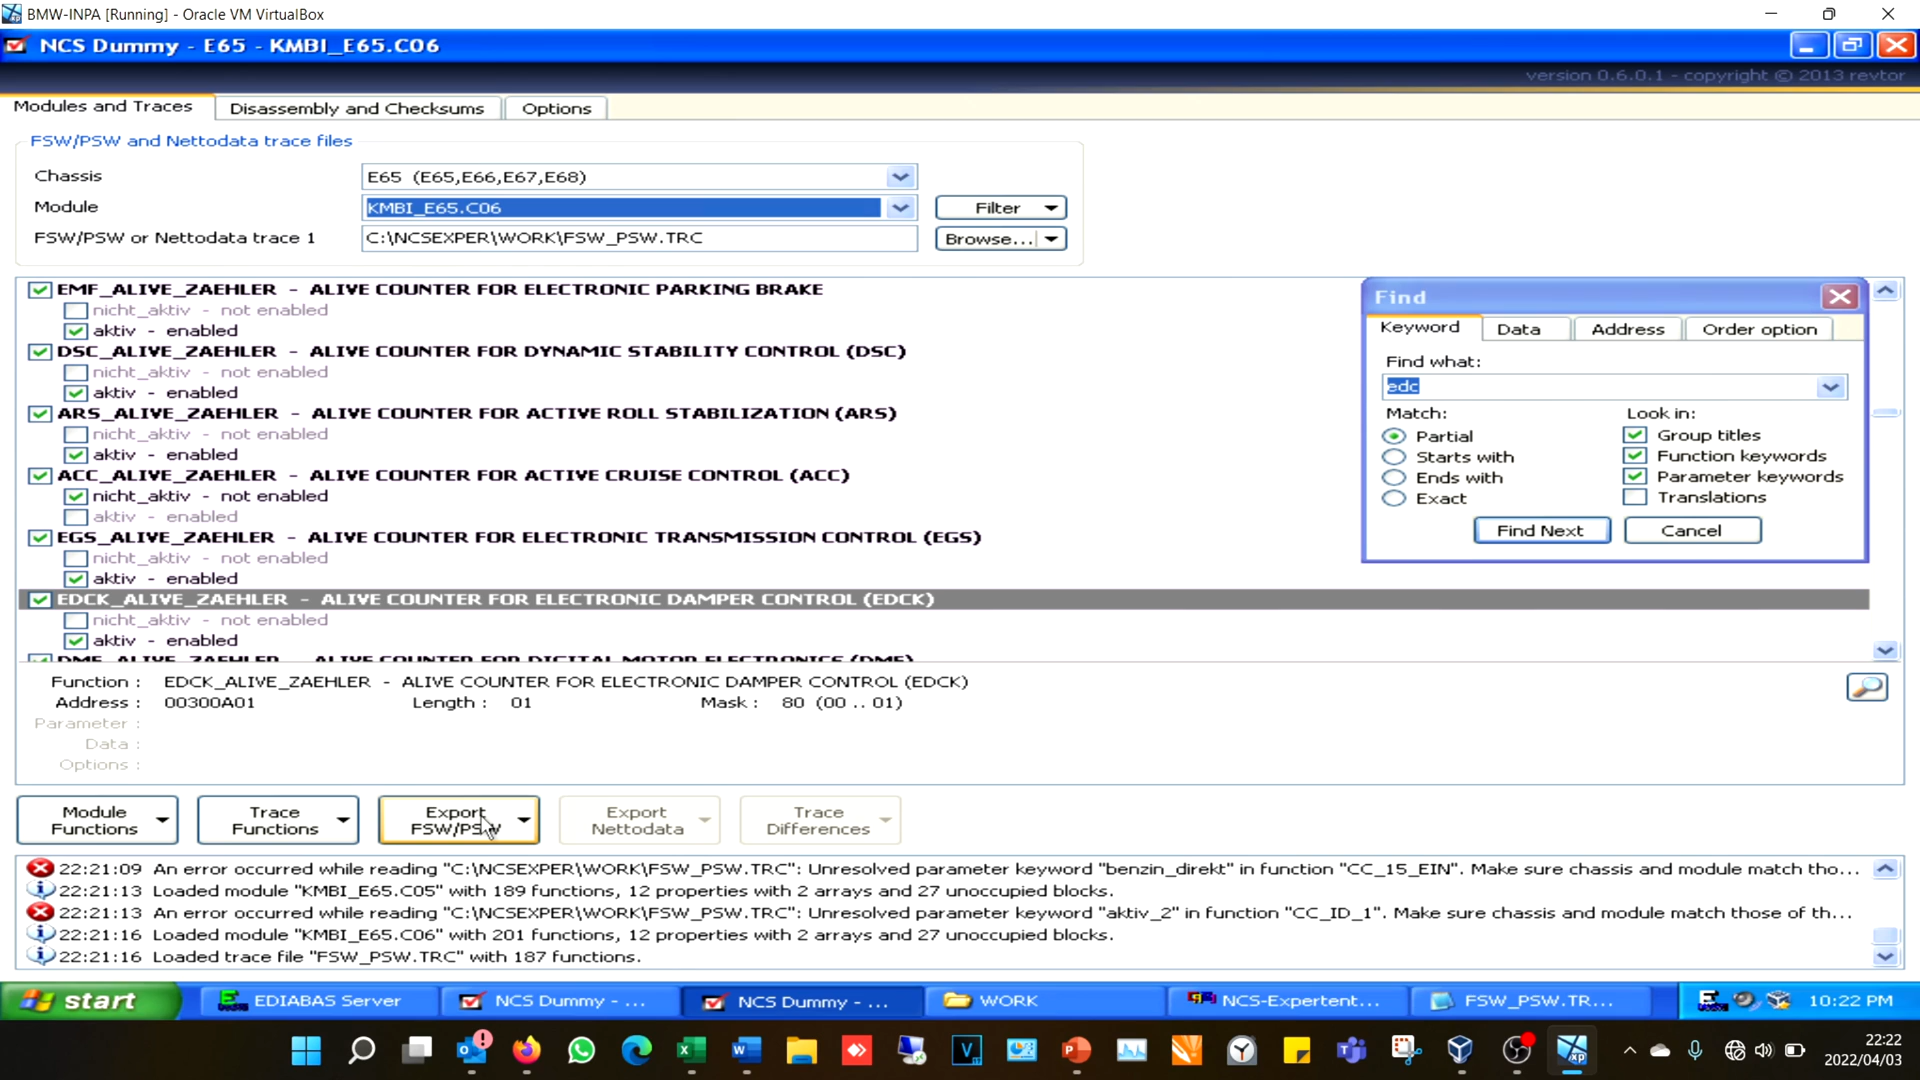 BMW-INPA [Running] - Oracle VM VirtualBox
NCS Dummy - E65 - KMBI_E65.C06
version 0.6.0.1 - copyright © 2013 revtor
Modules and Traces
Disassembly and Checksums
Options
FSW/PSW and Nettodata trace files
Chassis
E65 (E65,E66,E67,E68)
Module
KMBI_E65.C06
Filter
FSW/PSW or Nettodata trace 1
C:\NCSEXPER\WORK\FSW_PSW.TRC
Browse...
EMF_ALIVE_ZAEHLER - ALIVE COUNTER FOR ELECTRONIC PARKING BRAKE
nicht_aktiv - not enabled
aktiv - enabled
DSC_ALIVE_ZAEHLER - ALIVE COUNTER FOR DYNAMIC STABILITY CONTROL (DSC)
nicht_aktiv - not enabled
aktiv - enabled
ARS_ALIVE_ZAEHLER - ALIVE COUNTER FOR ACTIVE ROLL STABILIZATION (ARS)
nicht_aktiv - not enabled
aktiv - enabled
ACC_ALIVE_ZAEHLER - ALIVE COUNTER FOR ACTIVE CRUISE CONTROL (ACC)
nicht_aktiv - not enabled
aktiv - enabled
EGS_ALIVE_ZAEHLER - ALIVE COUNTER FOR ELECTRONIC TRANSMISSION CONTROL (EGS)
nicht_aktiv - not enabled
aktiv - enabled
EDCK_ALIVE_ZAEHLER - ALIVE COUNTER FOR ELECTRONIC DAMPER CONTROL (EDCK)
nicht_aktiv - not enabled
aktiv - enabled
DME_ALIVE_ZAEHLER - ALIVE COUNTER FOR DIGITAL MOTOR ELECTRONICS (DME)
Find
Keyword
Data
Address
Order option
Find what:
edc
Match:
Look in:
Partial
Group titles
Starts with
Function keywords
Ends with
Parameter keywords
Exact
Translations
Find Next
Cancel
Function : EDCK_ALIVE_ZAEHLER - ALIVE COUNTER FOR ELECTRONIC DAMPER CONTROL (EDCK)
Address : 00300A01 Length : 01 Mask : 80 (00 .. 01)
Parameter :
Data :
Options :
Module Functions
Trace Functions
Export FSW/PSW
Export Nettodata
Trace Differences
22:21:09 An error occurred while reading "C:\NCSEXPER\WORK\FSW_PSW.TRC": Unresolved parameter keyword "benzin_direkt" in function "CC_15_EIN". Make sure chassis and module match tho...
22:21:13 Loaded module "KMBI_E65.C05" with 189 functions, 12 properties with 2 arrays and 27 unoccupied blocks.
22:21:13 An error occurred while reading "C:\NCSEXPER\WORK\FSW_PSW.TRC": Unresolved parameter keyword "aktiv_2" in function "CC_ID_1". Make sure chassis and module match those of th...
22:21:16 Loaded module "KMBI_E65.C06" with 201 functions, 12 properties with 2 arrays and 27 unoccupied blocks.
22:21:16 Loaded trace file "FSW_PSW.TRC" with 187 functions.
start
EDIABAS Server
NCS Dummy - ...
NCS Dummy - ...
WORK
NCS-Expertent...
FSW_PSW.TR...
10:22 PM
22:22
2022/04/03